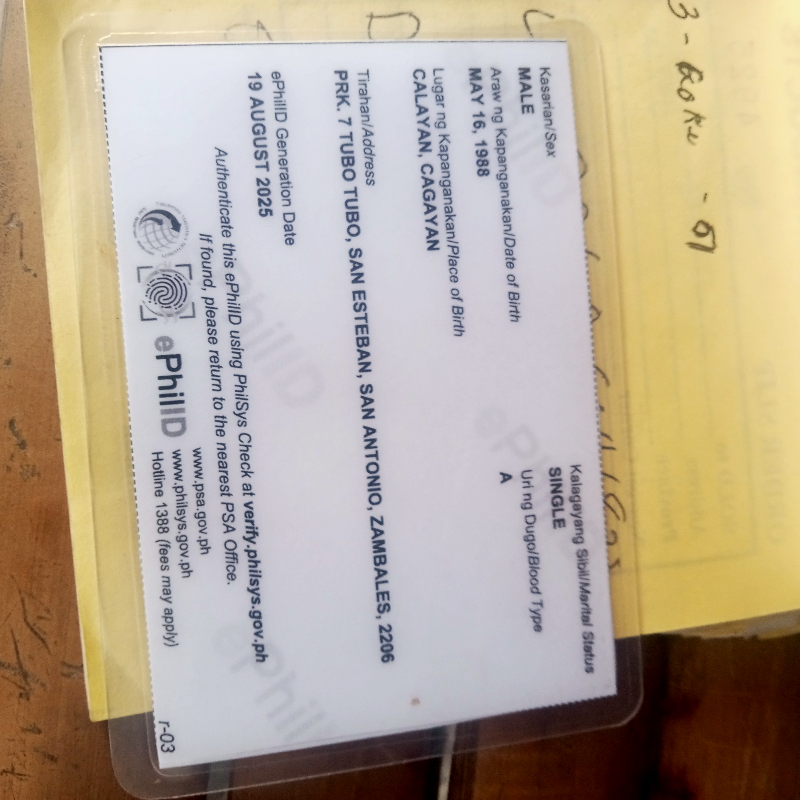 Kasarian/Sex
MALE
Kalagayang Sibil/Marital Status
SINGLE
Araw ng Kapanganakan/Date of Birth
MAY 16, 1988
Uri ng Dugo/Blood Type
A
Lugar ng Kapanganakan/Place of Birth
CALAYAN, CAGAYAN
Tirahan/Address
PRK. 7 TUBO TUBO, SAN ESTEBAN, SAN ANTONIO, ZAMBALES, 2206
ePhilID Generation Date
19 AUGUST 2025
Authenticate this ePhilID using PhilSys Check at verify.philsys.gov.ph
If found, please return to the nearest PSA Office.
ePhilID
www.psa.gov.ph
www.philsys.gov.ph
Hotline 1388 (fees may apply)
r-03